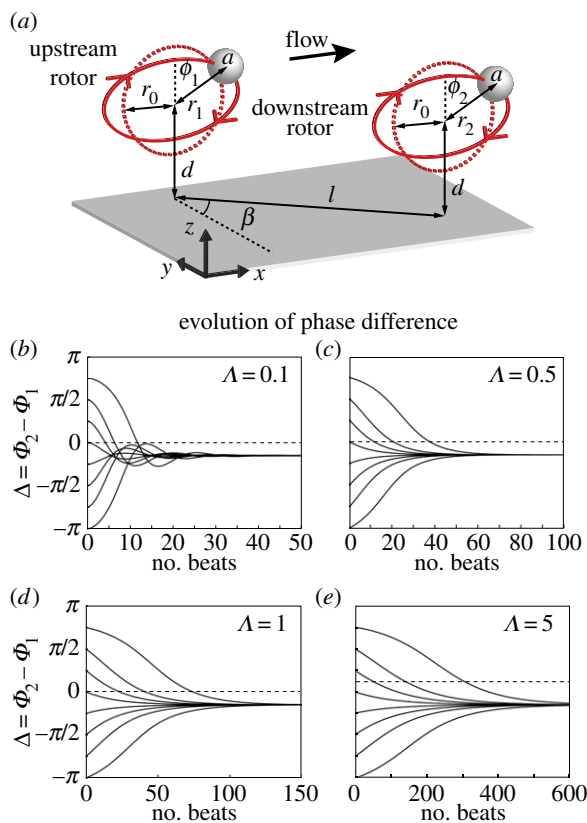 (a)
upstream
rotor
flow
downstream
rotor
a
ϕ1
r0
r1
a
ϕ2
r0
r2
d
d
l
β
z
y
x
evolution of phase difference
(b)
Λ = 0.1
Δ = Φ2 − Φ1
π
π/2
0
−π/2
−π
0 10 20 30 40 50
no. beats
(c)
Λ = 0.5
0 20 40 60 80 100
no. beats
(d)
Λ = 1
Δ = Φ2 − Φ1
π
π/2
0
−π/2
−π
0 50 100 150
no. beats
(e)
Λ = 5
0 200 400 600
no. beats